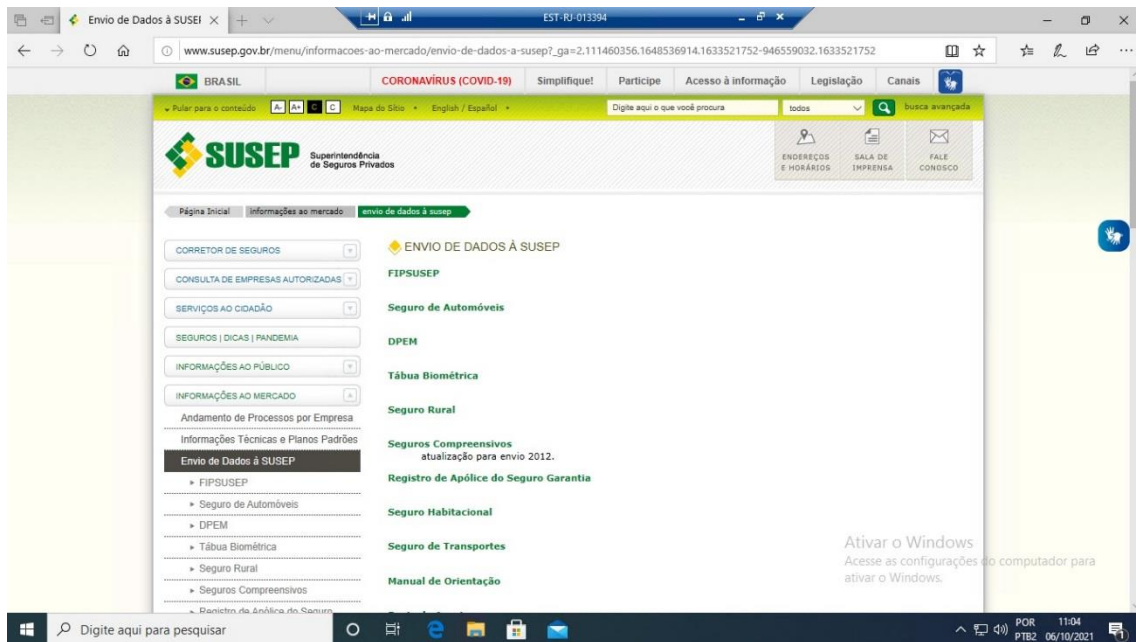 Envio de Dados à SUSEI
EST-RJ-013394
www.susep.gov.br/menu/informacoes-ao-mercado/envio-de-dados-a-susep?_ga=2.111460356.1648536914.1633521752-946559032.1633521752
BRASIL CORONAVÍRUS (COVID-19) Simplifique! Participe Acesso à informação Legislação Canais
Pular para o conteúdo A- A+ C C Mapa do Sítio English / Español Digite aqui o que você procura todos busca avançada
SUSEP Superintendência
de Seguros Privados
ENDEREÇOS
E HORÁRIOS
SALA DE
IMPRENSA
FALE
CONOSCO
Página Inicial informações ao mercado envio de dados à susep
CORRETOR DE SEGUROS
CONSULTA DE EMPRESAS AUTORIZADAS
SERVIÇOS AO CIDADÃO
SEGUROS | DICAS | PANDEMIA
INFORMAÇÕES AO PÚBLICO
INFORMAÇÕES AO MERCADO
Andamento de Processos por Empresa
Informações Técnicas e Planos Padrões
Envio de Dados à SUSEP
FIPSUSEP
Seguro de Automóveis
DPEM
Tábua Biométrica
Seguro Rural
Seguros Compreensivos
Registro de Apólice do Seguro
ENVIO DE DADOS À SUSEP
FIPSUSEP
Seguro de Automóveis
DPEM
Tábua Biométrica
Seguro Rural
Seguros Compreensivos
atualização para envio 2012.
Registro de Apólice do Seguro Garantia
Seguro Habitacional
Seguro de Transportes
Manual de Orientação
Ativar o Windows
Acesse as configurações do computador para
ativar o Windows.
Digite aqui para pesquisar
POR
PTB2
11:04
06/10/2021